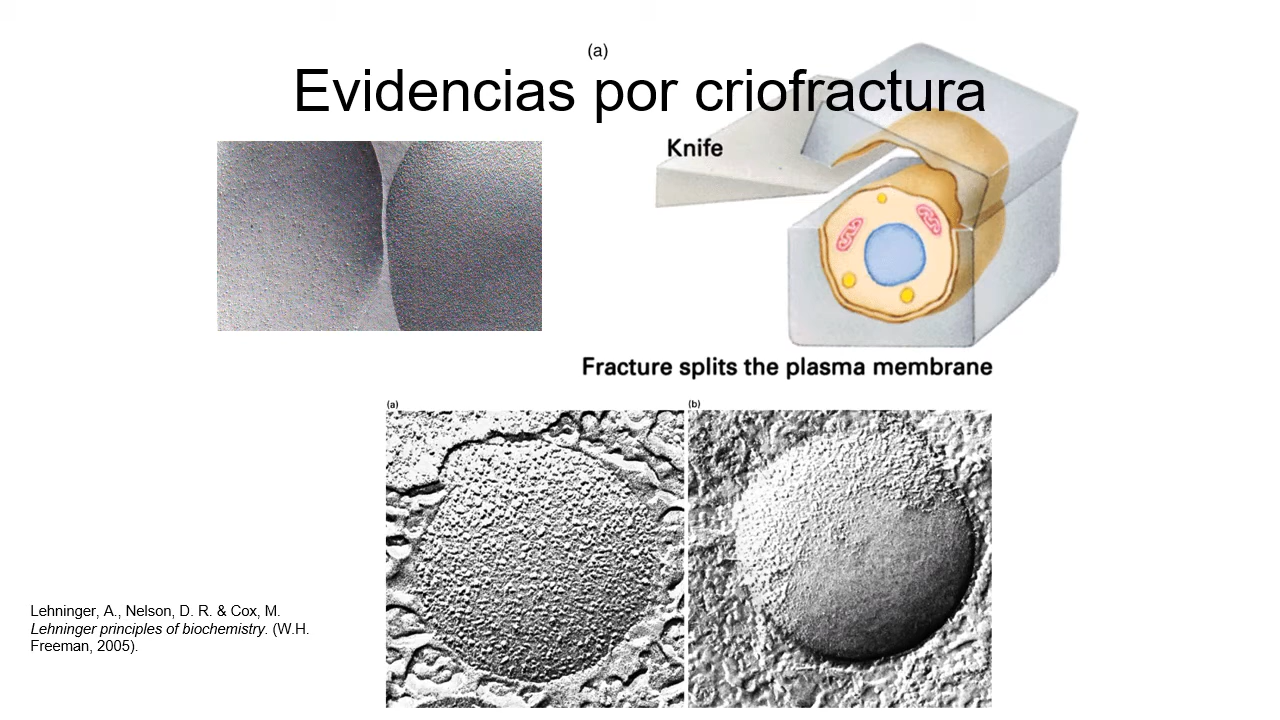 (a)
Evidencias por criofractura
Knife
Fracture splits the plasma membrane
(a)
(b)
Lehninger, A., Nelson, D. R. & Cox, M.
Lehninger principles of biochemistry. (W.H.
Freeman, 2005).